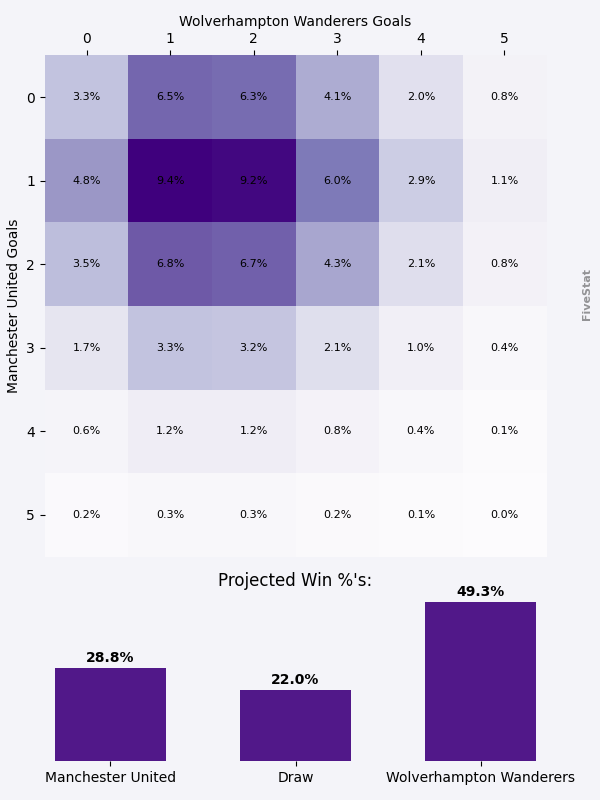 Wolverhampton Wanderers Goals
0 1 2 3 4 5
Manchester United Goals
0 3.3% 6.5% 6.3% 4.1% 2.0% 0.8%
1 4.8% 9.4% 9.2% 6.0% 2.9% 1.1%
2 3.5% 6.8% 6.7% 4.3% 2.1% 0.8%
3 1.7% 3.3% 3.2% 2.1% 1.0% 0.4%
4 0.6% 1.2% 1.2% 0.8% 0.4% 0.1%
5 0.2% 0.3% 0.3% 0.2% 0.1% 0.0%
FiveStat
Projected Win %'s:
28.8% 22.0% 49.3%
Manchester United Draw Wolverhampton Wanderers